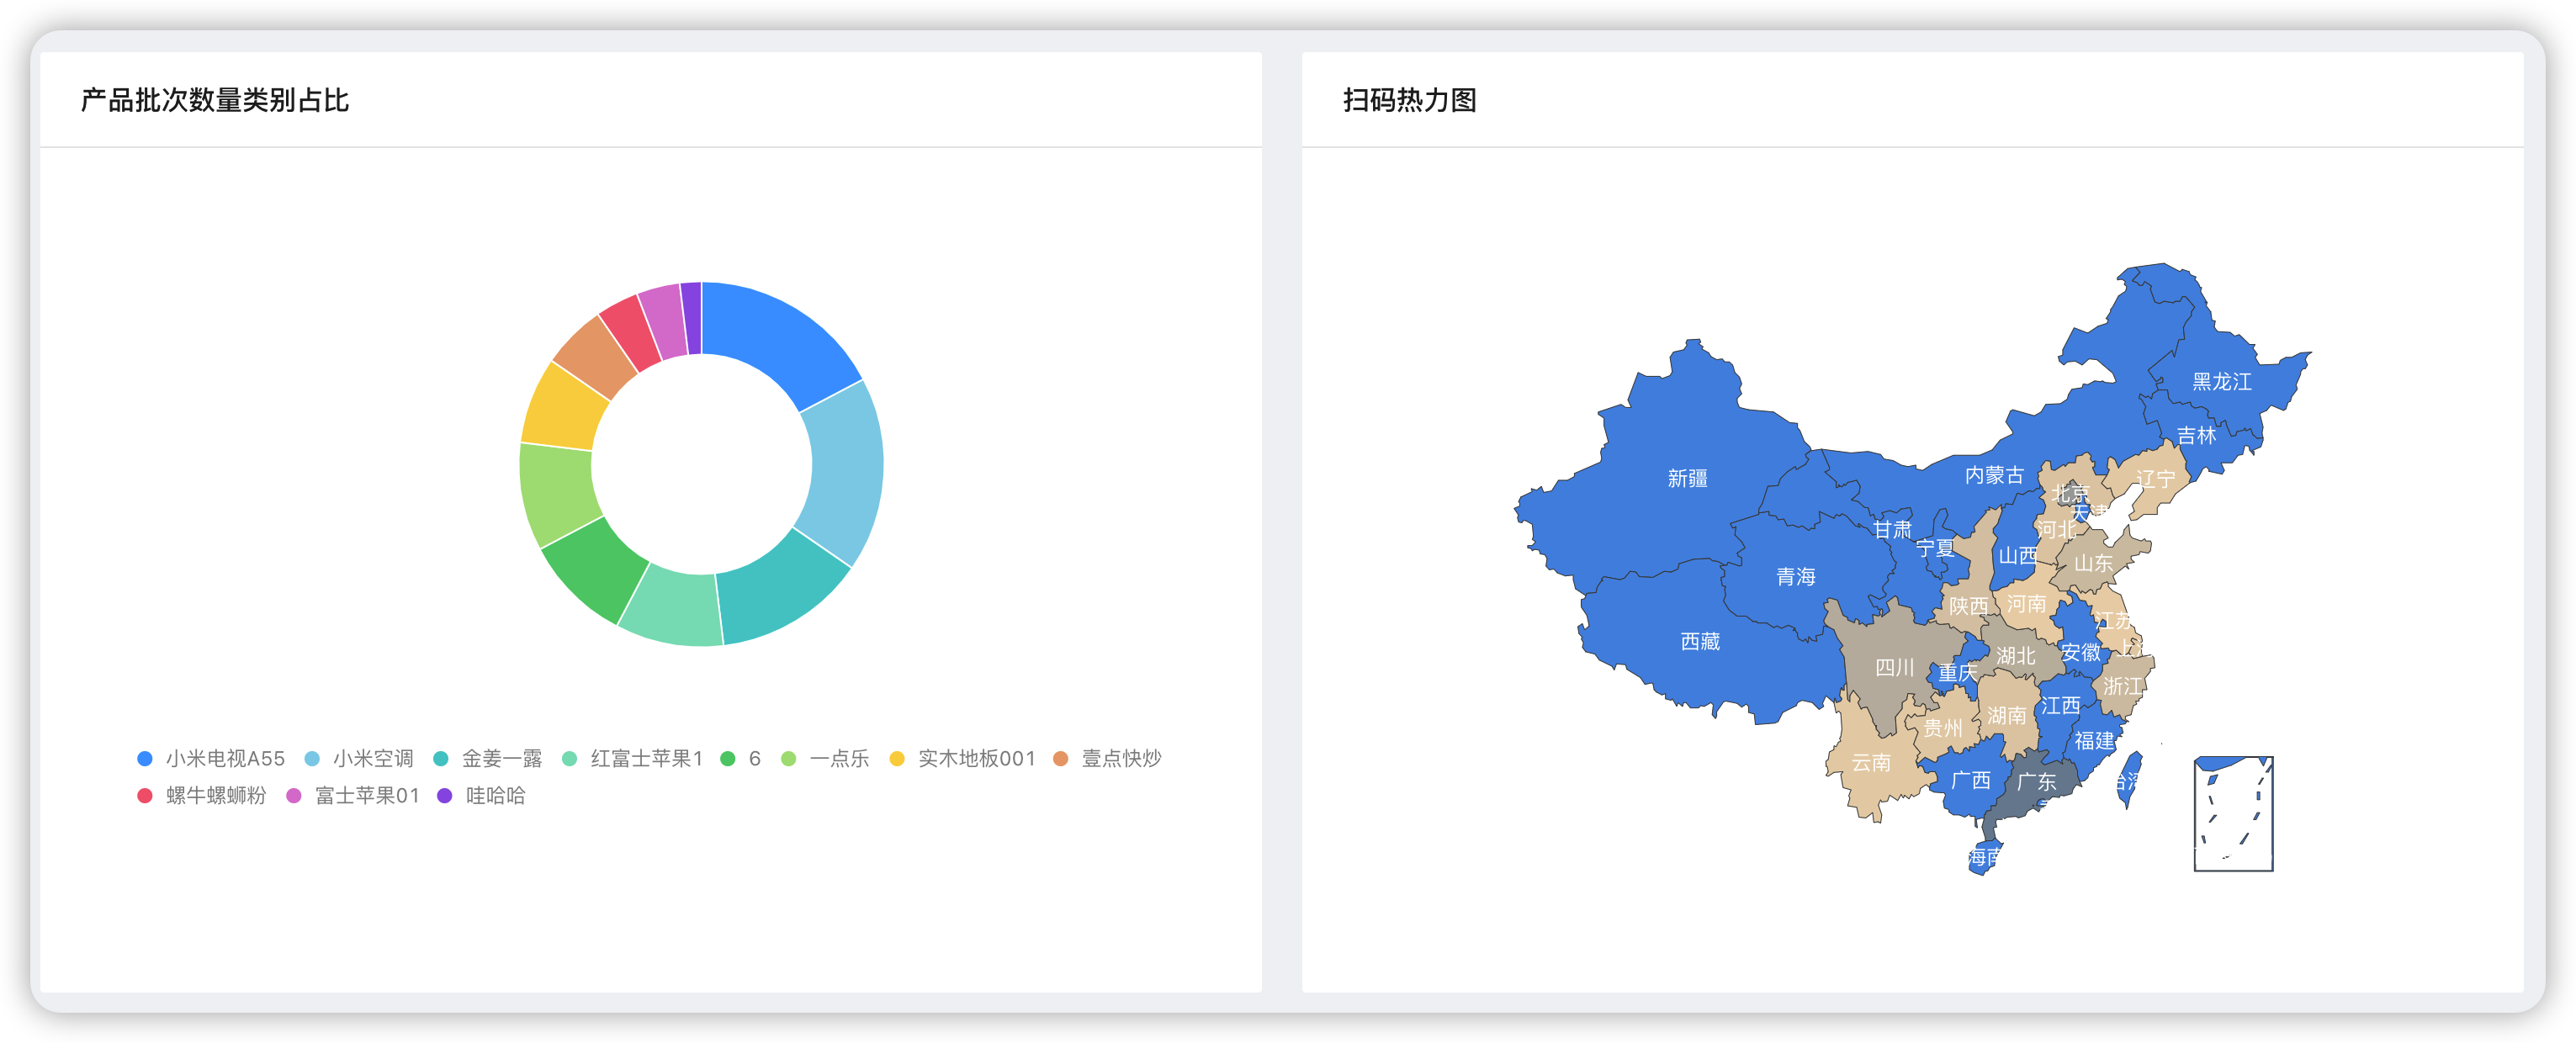 产品批次数量类别占比
小米电视A55 小米空调 金姜一露 红富士苹果1 6 一点乐 实木地板001 壹点快炒
螺牛螺蛳粉 富士苹果01 哇哈哈
扫码热力图
黑龙江
吉林
内蒙古
新疆
辽宁
北京
天津
甘肃
河北
宁夏
山西
山东
青海
陕西
河南
江苏
西藏
上
安徽
湖北
四川
重庆
浙江
江西
湖南
贵州
福建
云南
广西
广东
台湾
海南